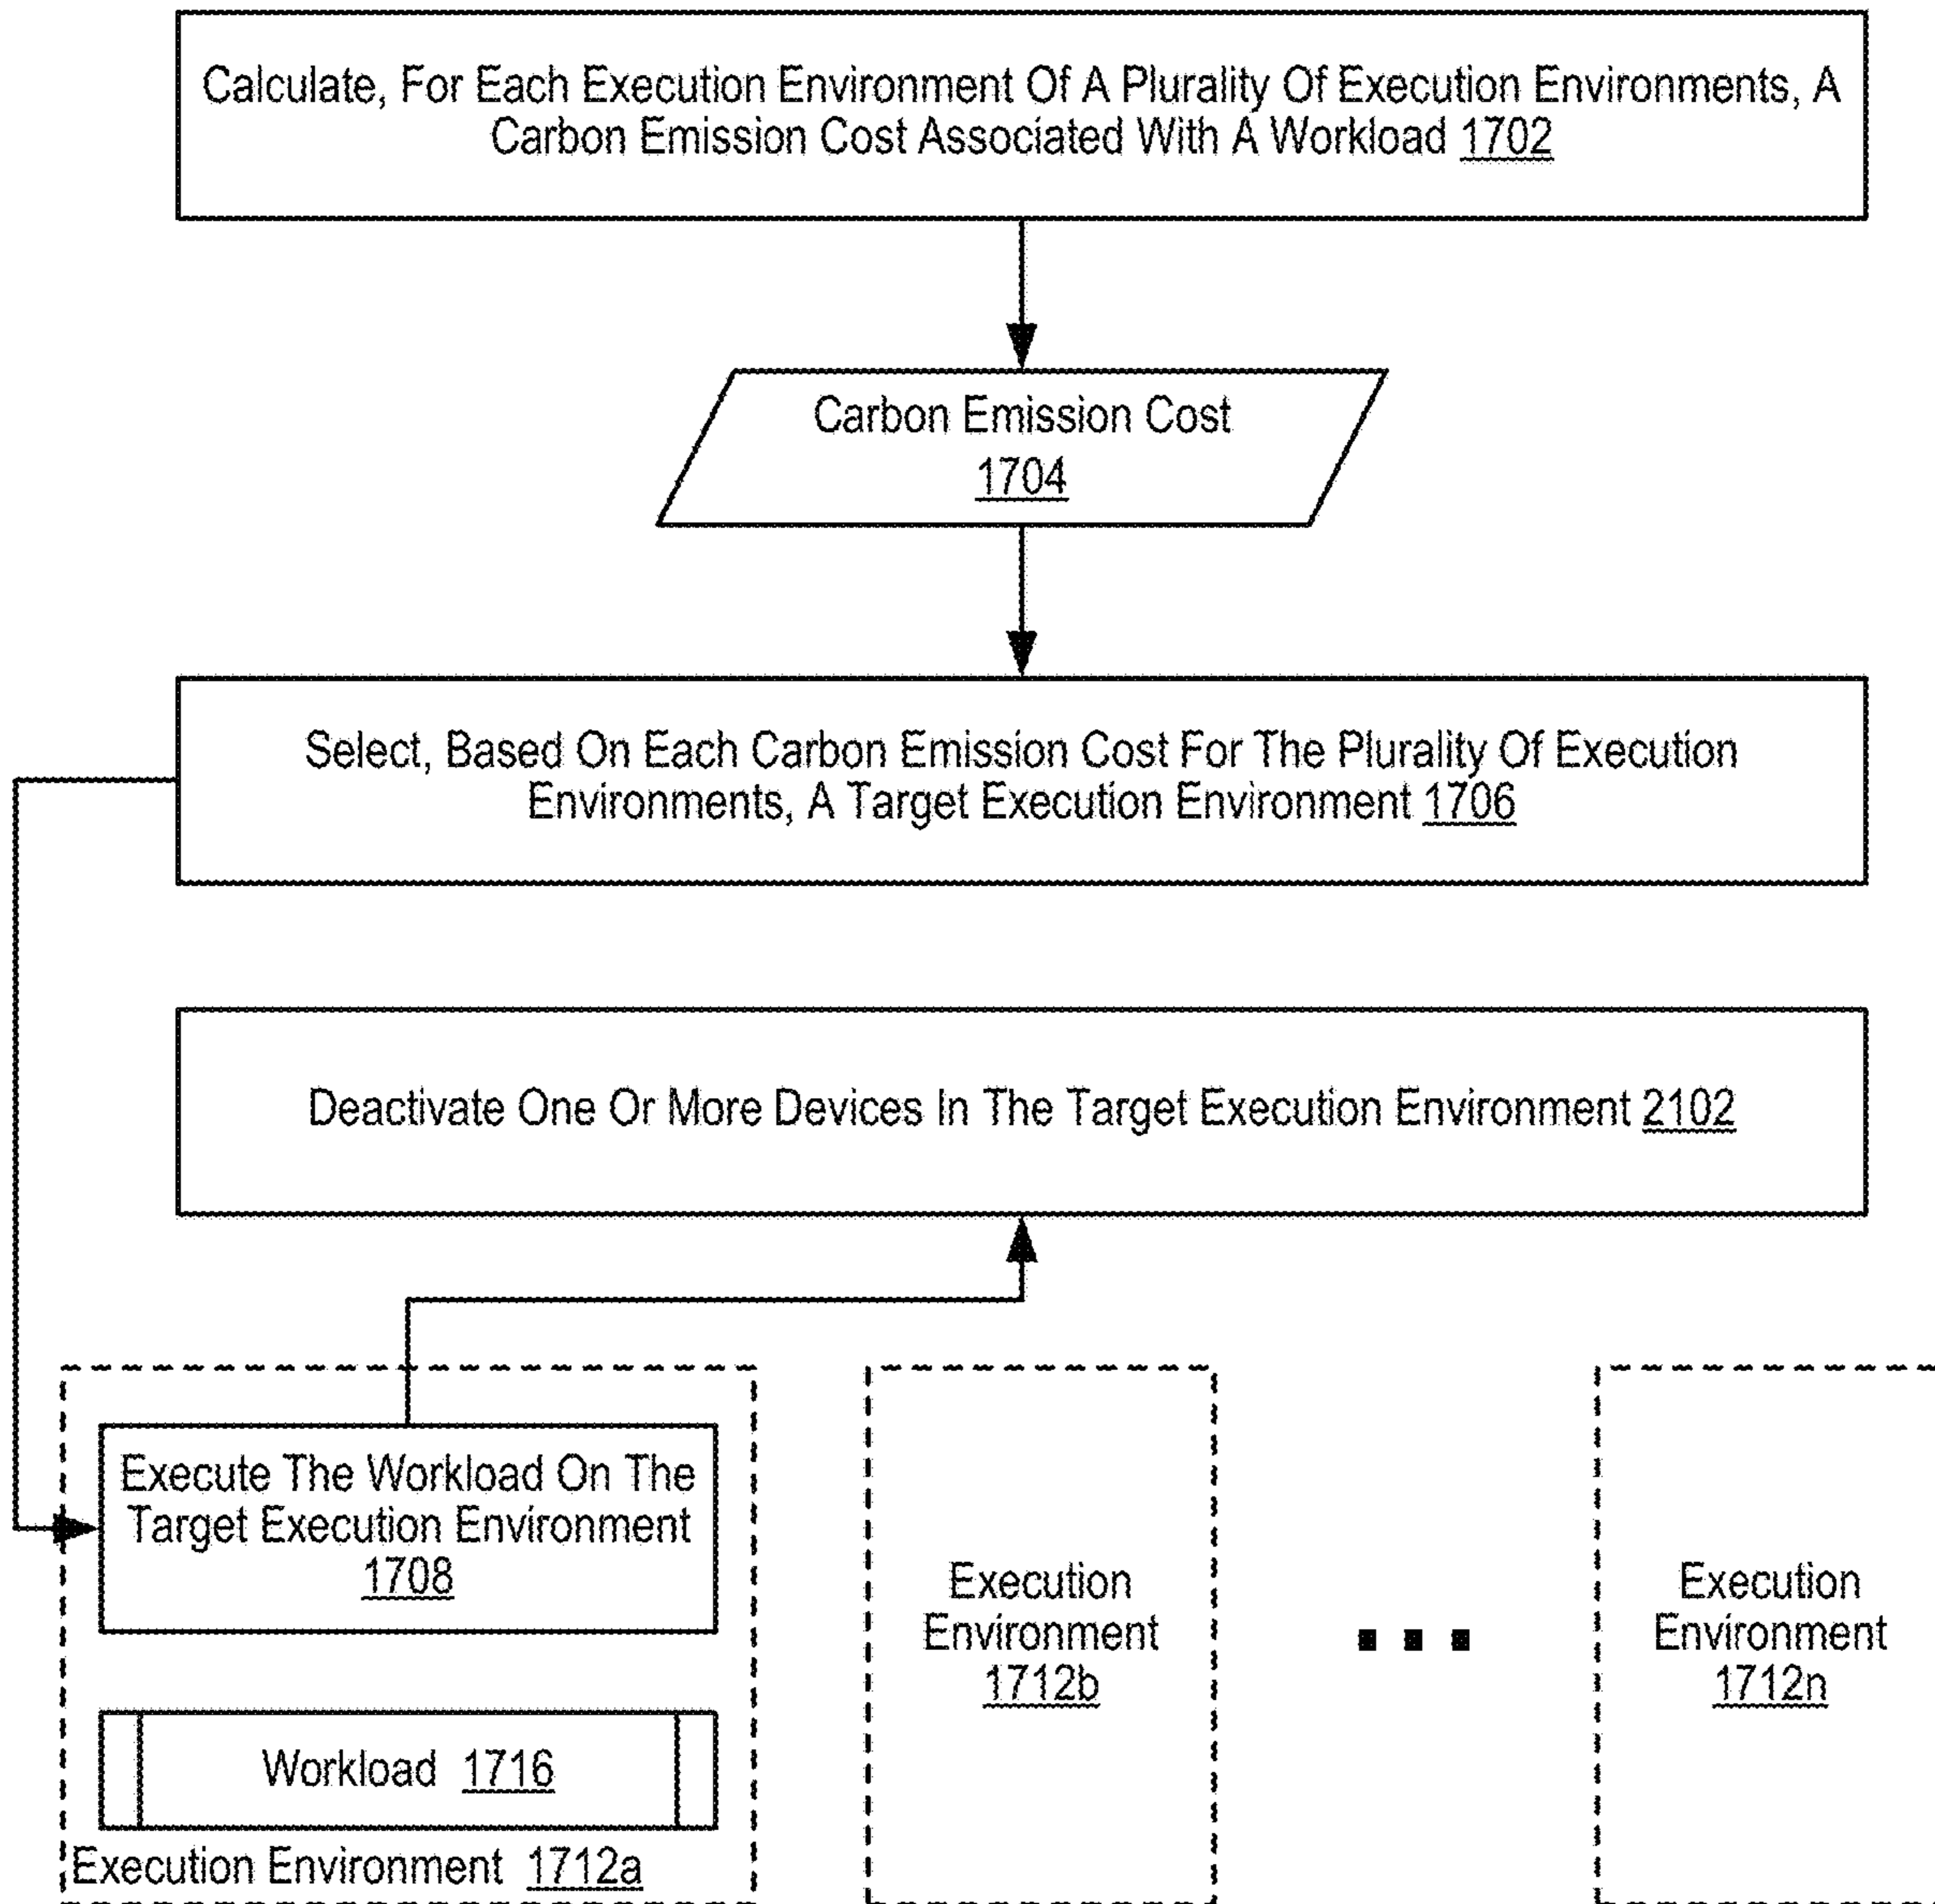 Calculate, For Each Execution Environment Of A Plurality Of Execution Environments, A
Carbon Emission Cost Associated With A Workload 1702
Carbon Emission Cost
1704
Select, Based On Each Carbon Emission Cost For The Plurality Of Execution
Environments, A Target Execution Environment 1706
Deactivate One Or More Devices In The Target Execution Environment 2102
Execute The Workload On The
Target Execution Environment
1708
Workload 1716
Execution Environment 1712a
Execution
Environment
1712b
Execution
Environment
1712n